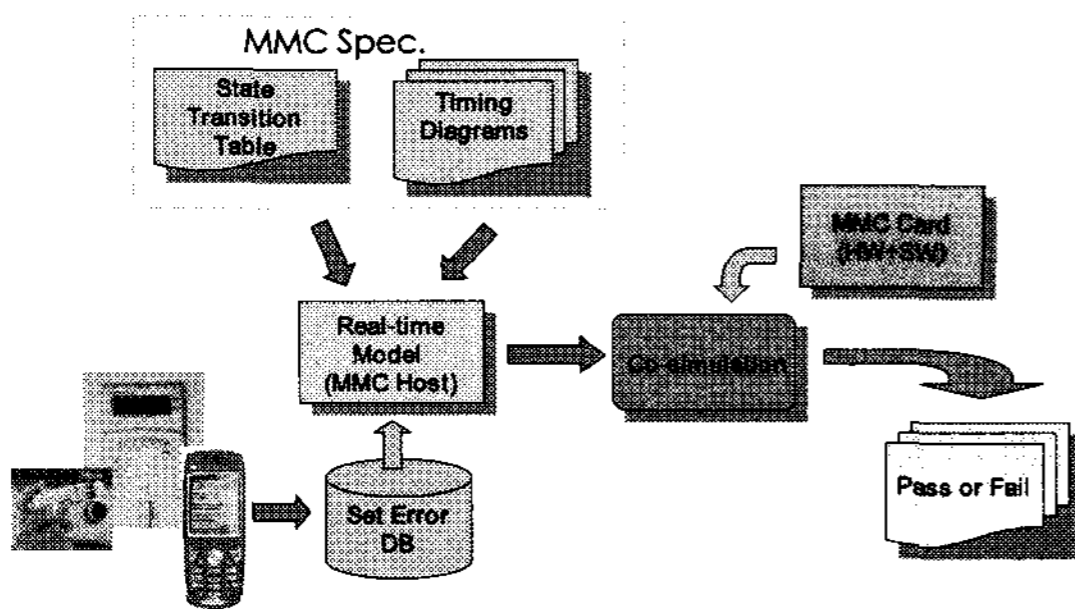 MMC Spec.
State
Transition
Table
Timing
Diagrams
MMC Card
(HW+SW)
Real-time
Model
(MMC Host)
Co-simulation
Set Error
DB
Pass or Fail